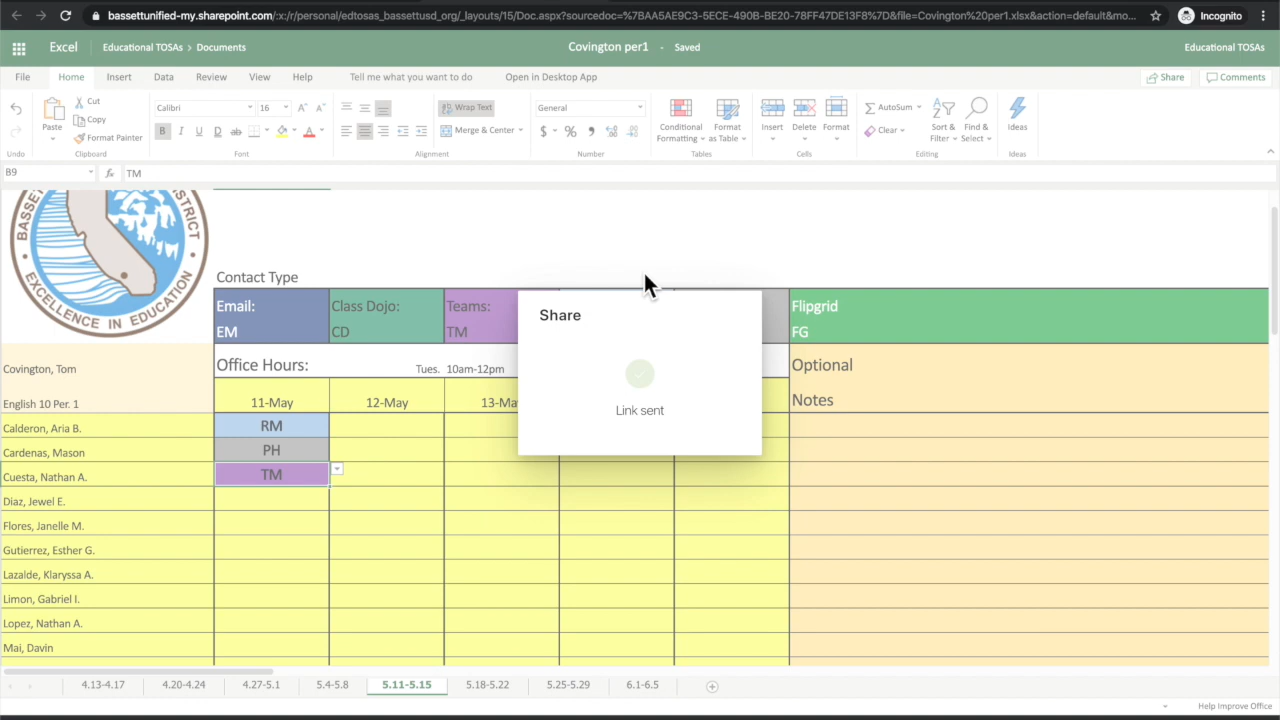 bassettunified-my.sharepoint.com/:x:/r/personal/edtosas_bassettusd_org/_layouts/15/Doc.aspx?sourcedoc=%7BAA5AE9C3-5ECE-490B-BE20-78FF47DE13F8%7D&file=Covington%20per1.xlsx&action=default&mo... Incognito
Excel Educational TOSAs > Documents Covington per1 - Saved Educational TOSAs
File Home Insert Data Review View Help Tell me what you want to do Open in Desktop App Share Comments
Paste Cut Copy Format Painter
Calibri 16
B I U D ab A
Wrap Text
Merge & Center
General
$ % ,
Conditional Formatting
Format as Table
Insert Delete Format
AutoSum
Clear
Sort & Filter
Find & Select
Ideas
Undo Clipboard Font Alignment Number Tables Cells Editing Ideas
B9 fx TM
BASSE DISTRICT
EXCELLENCE IN EDUCATION
Contact Type
Email: Class Dojo: Teams: Flipgrid
EM CD TM FG
Share
Link sent
Covington, Tom Office Hours: Tues. 10am-12pm Optional
English 10 Per. 1 11-May 12-May 13-Ma Notes
Calderon, Aria B. RM
Cardenas, Mason PH
Cuesta, Nathan A. TM
Diaz, Jewel E.
Flores, Janelle M.
Gutierrez, Esther G.
Lazalde, Klaryssa A.
Limon, Gabriel I.
Lopez, Nathan A.
Mai, Davin
4.13-4.17 4.20-4.24 4.27-5.1 5.4-5.8 5.11-5.15 5.18-5.22 5.25-5.29 6.1-6.5
Help Improve Office